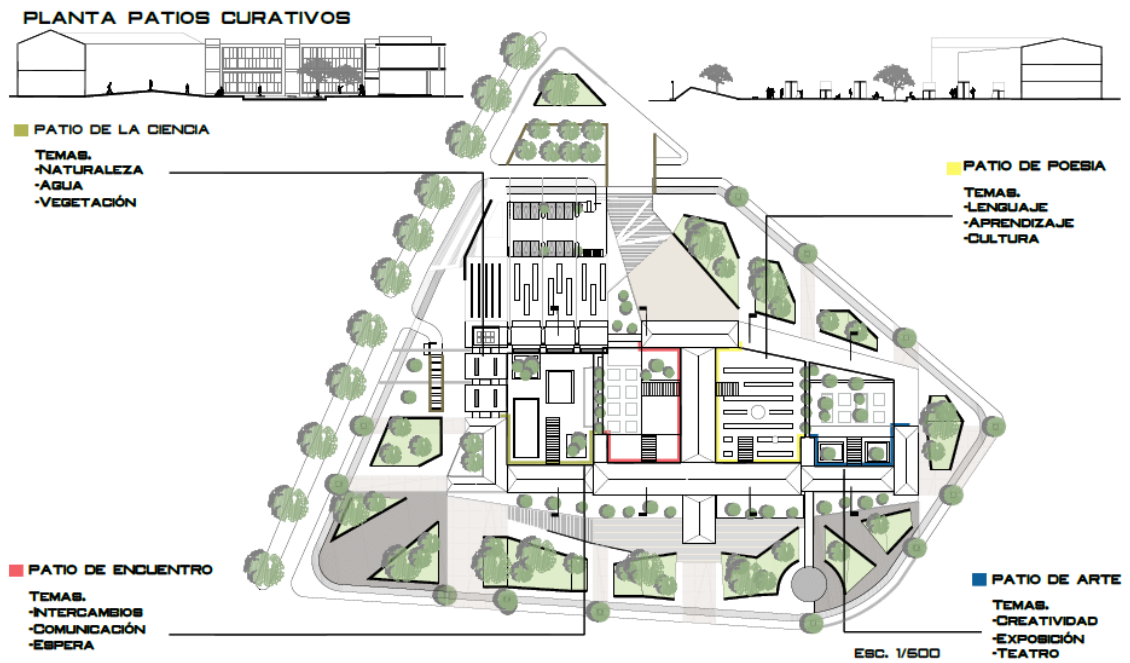 PLANTA PATIOS CURATIVOS
PATIO DE LA CIENCIA
TEMAS.
-NATURALEZA
-AGUA
-VEGETACIÓN
PATIO DE POESIA
TEMAS.
-LENGUAJE
-APRENDIZAJE
-CULTURA
PATIO DE ENCUENTRO
TEMAS.
-INTERCAMBIOS
-COMUNICACIÓN
-ESPERA
PATIO DE ARTE
TEMAS.
-CREATIVIDAD
-EXPOSICIÓN
-TEATRO
ESC. 1/500